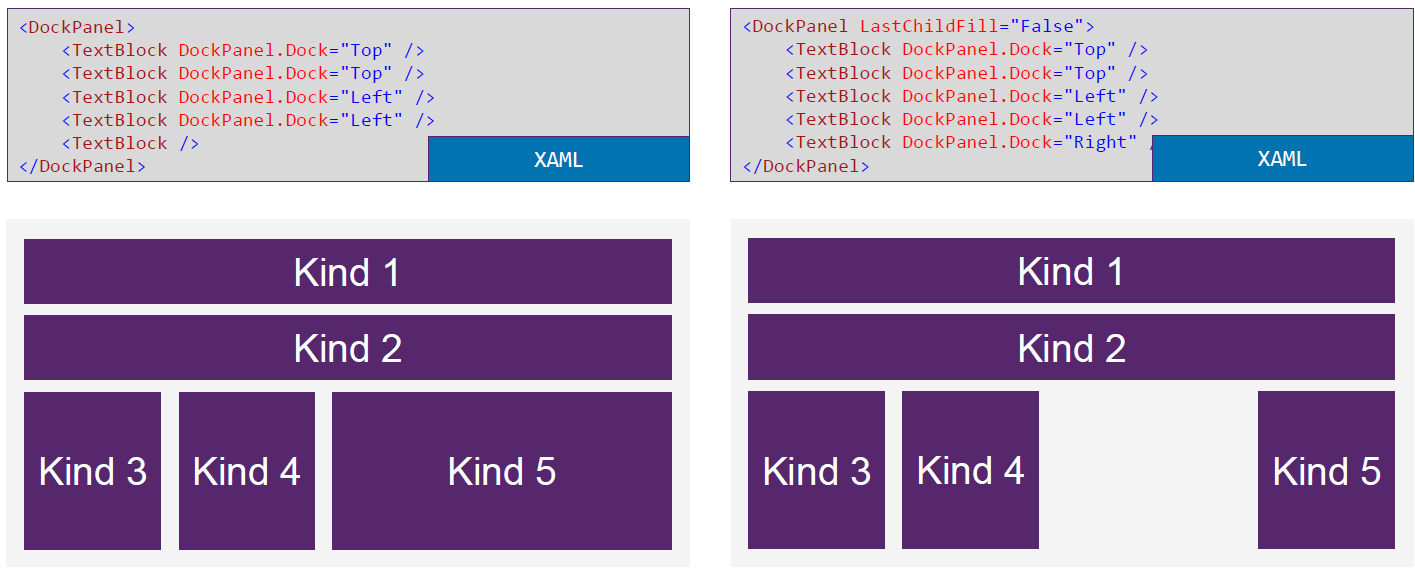 <DockPanel>
    <TextBlock DockPanel.Dock="Top" />
    <TextBlock DockPanel.Dock="Top" />
    <TextBlock DockPanel.Dock="Left" />
    <TextBlock DockPanel.Dock="Left" />
    <TextBlock />
</DockPanel>
XAML
Kind 1
Kind 2
Kind 3 Kind 4 Kind 5
<DockPanel LastChildFill="False">
    <TextBlock DockPanel.Dock="Top" />
    <TextBlock DockPanel.Dock="Top" />
    <TextBlock DockPanel.Dock="Left" />
    <TextBlock DockPanel.Dock="Left" />
    <TextBlock DockPanel.Dock="Right" /
</DockPanel>
XAML
Kind 1
Kind 2
Kind 3 Kind 4 Kind 5